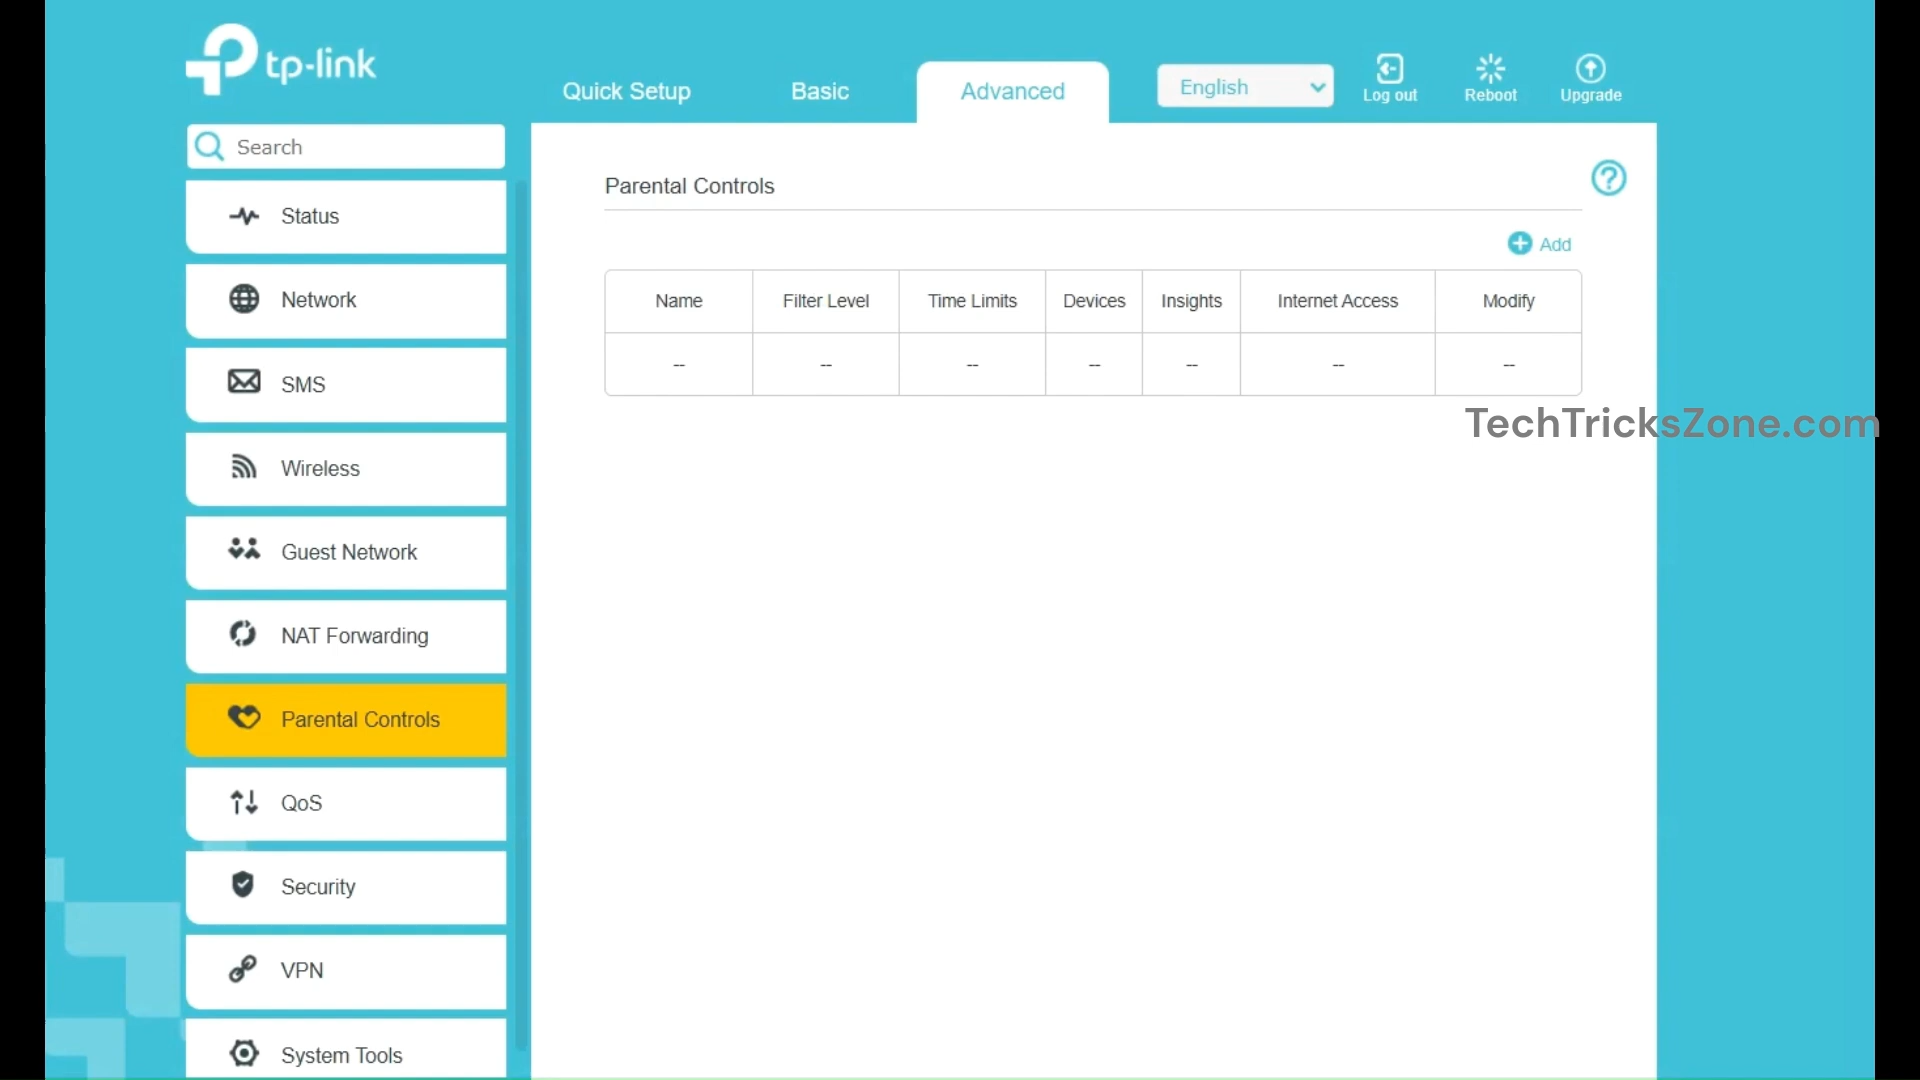 tp-link
Quick Setup
Basic
Advanced
English
Log out
Reboot
Upgrade
Search
Status
Network
SMS
Wireless
Guest Network
NAT Forwarding
Parental Controls
QoS
Security
VPN
System Tools
Parental Controls
?
Add
Name Filter Level Time Limits Devices Insights Internet Access Modify
-- -- -- -- -- -- --
TechTricksZone.com